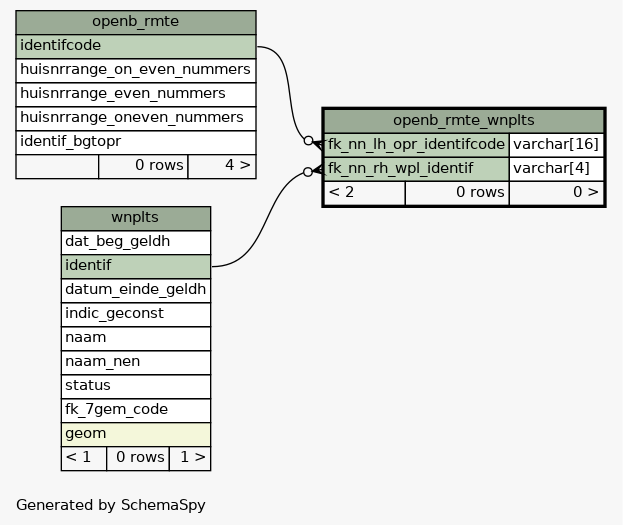 openb_rmte
identifcode
huisnrrange_on_even_nummers
huisnrrange_even_nummers
huisnrrange_oneven_nummers
identif_bgtopr
0 rows 4 >
openb_rmte_wnplts
fk_nn_lh_opr_identifcode varchar[16]
fk_nn_rh_wpl_identif varchar[4]
< 2 0 rows 0 >
wnplts
dat_beg_geldh
identif
datum_einde_geldh
indic_geconst
naam
naam_nen
status
fk_7gem_code
geom
< 1 0 rows 1 >
Generated by SchemaSpy